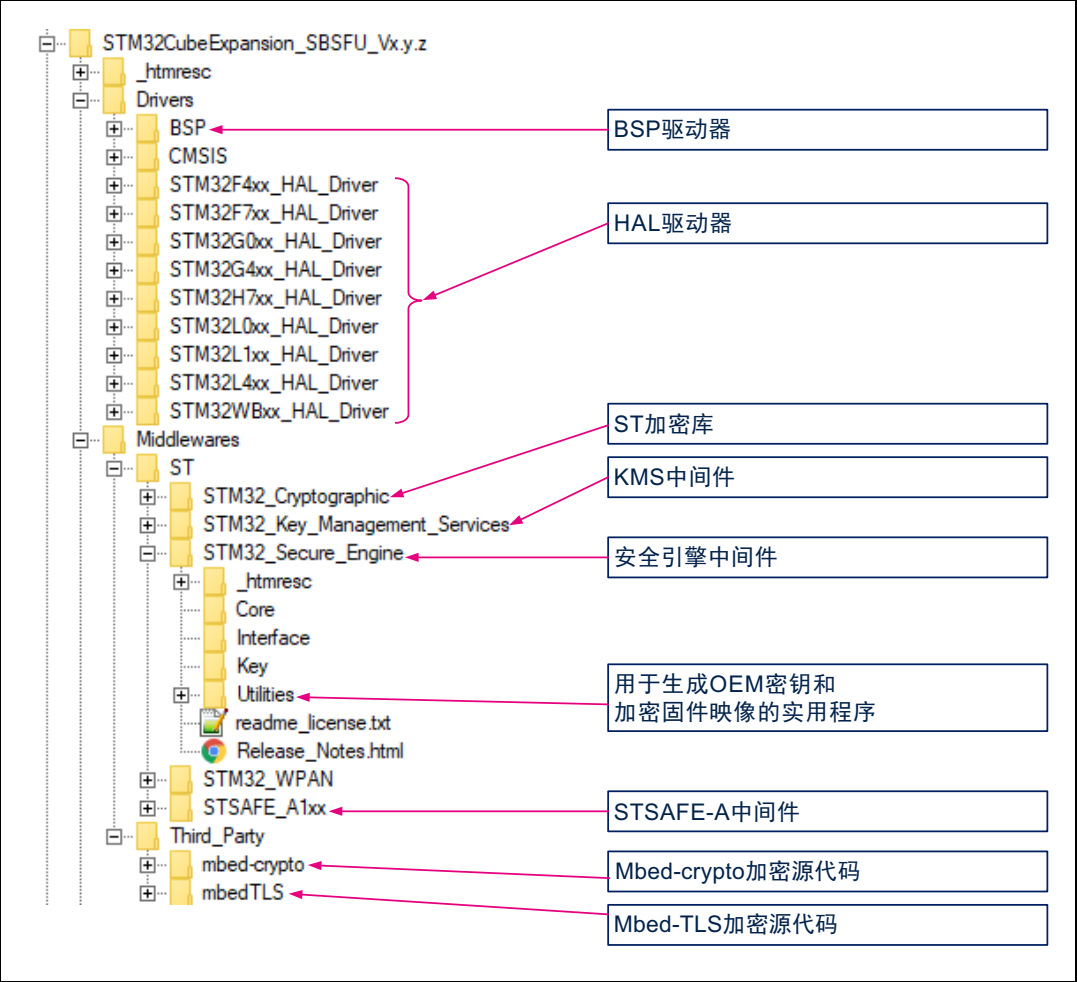 STM32CubeExpansion_SBSFU_Vx.y.z
_htmresc
Drivers
BSP
BSP驱动器
CMSIS
STM32F4xx_HAL_Driver
STM32F7xx_HAL_Driver
HAL驱动器
STM32G0xx_HAL_Driver
STM32G4xx_HAL_Driver
STM32H7xx_HAL_Driver
STM32L0xx_HAL_Driver
STM32L1xx_HAL_Driver
STM32L4xx_HAL_Driver
STM32WBxx_HAL_Driver
ST加密库
Middlewares
ST
KMS中间件
STM32_Cryptographic
STM32_Key_Management_Services
STM32_Secure_Engine
安全引擎中间件
_htmresc
Core
Interface
Key
用于生成OEM密钥和
加密固件映像的实用程序
Utilities
readme_license.txt
Release_Notes.html
STM32_WPAN
STSAFE_A1xx
STSAFE-A中间件
Third_Party
mbed-crypto
Mbed-crypto加密源代码
mbedTLS
Mbed-TLS加密源代码